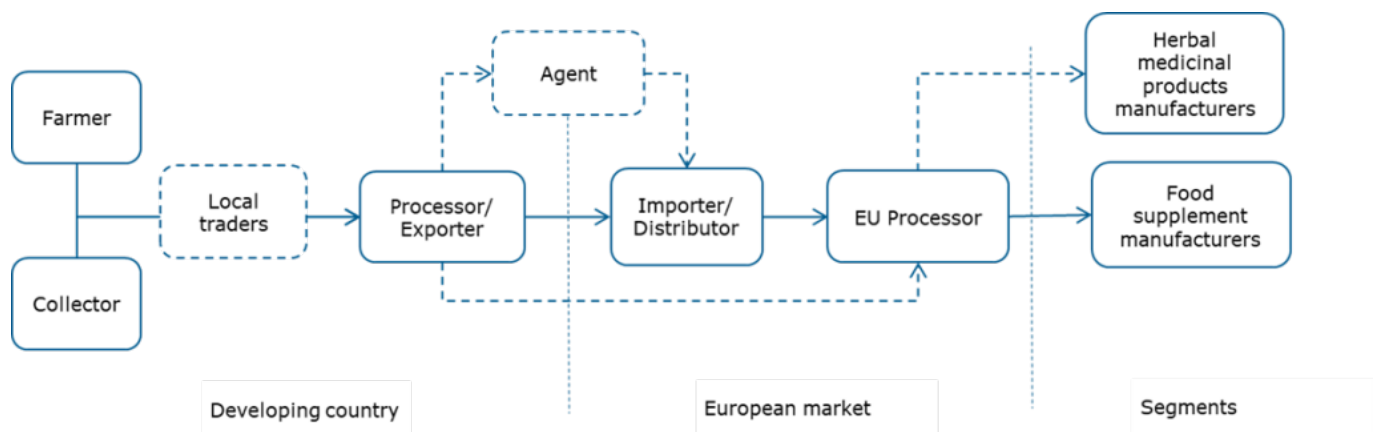 Farmer
Collector
Local
traders
Processor/
Exporter
Agent
Importer/
Distributor
EU Processor
Herbal
medicinal
products
manufacturers
Food
supplement
manufacturers
Developing country
European market
Segments